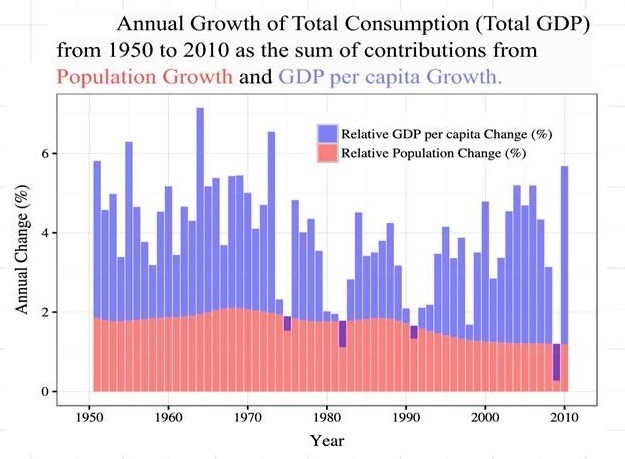 Annual Growth of Total Consumption (Total GDP)
from 1950 to 2010 as the sum of contributions from
Population Growth and GDP per capita Growth.
Relative GDP per capita Change (%)
Relative Population Change (%)
Annual Change (%)
6
4
2
0
1950 1960 1970 1980 1990 2000 2010
Year